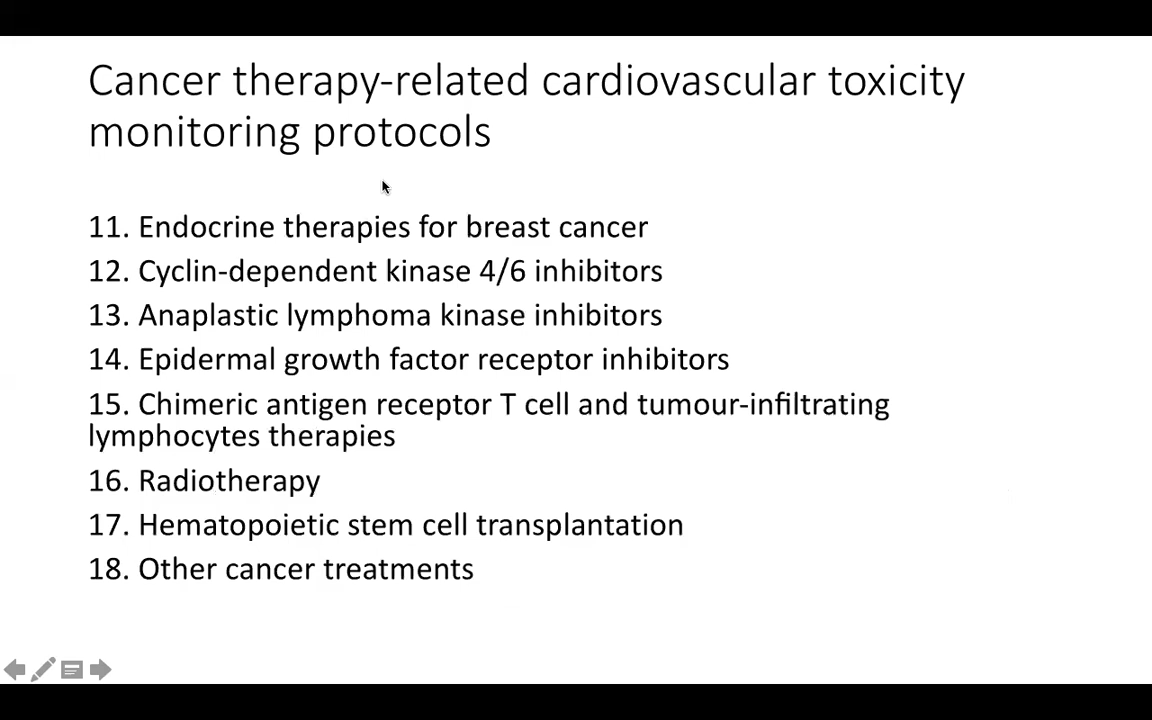 Cancer therapy-related cardiovascular toxicity
monitoring protocols
11. Endocrine therapies for breast cancer
12. Cyclin-dependent kinase 4/6 inhibitors
13. Anaplastic lymphoma kinase inhibitors
14. Epidermal growth factor receptor inhibitors
15. Chimeric antigen receptor T cell and tumour-infiltrating
lymphocytes therapies
16. Radiotherapy
17. Hematopoietic stem cell transplantation
18. Other cancer treatments